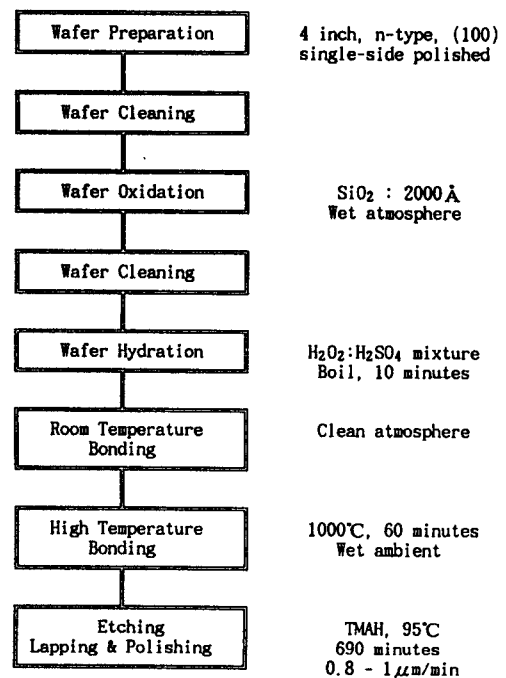 Wafer Preparation
4 inch, n-type, (100)
single-side polished
Wafer Cleaning
Wafer Oxidation
SiO₂ : 2000Å
Wet atmosphere
Wafer Cleaning
Wafer Hydration
H₂O₂:H₂SO₄ mixture
Boil, 10 minutes
Room Temperature
Bonding
Clean atmosphere
High Temperature
Bonding
1000℃, 60 minutes
Wet ambient
Etching
Lapping & Polishing
TMAH, 95℃
690 minutes
0.8 - 1μm/min